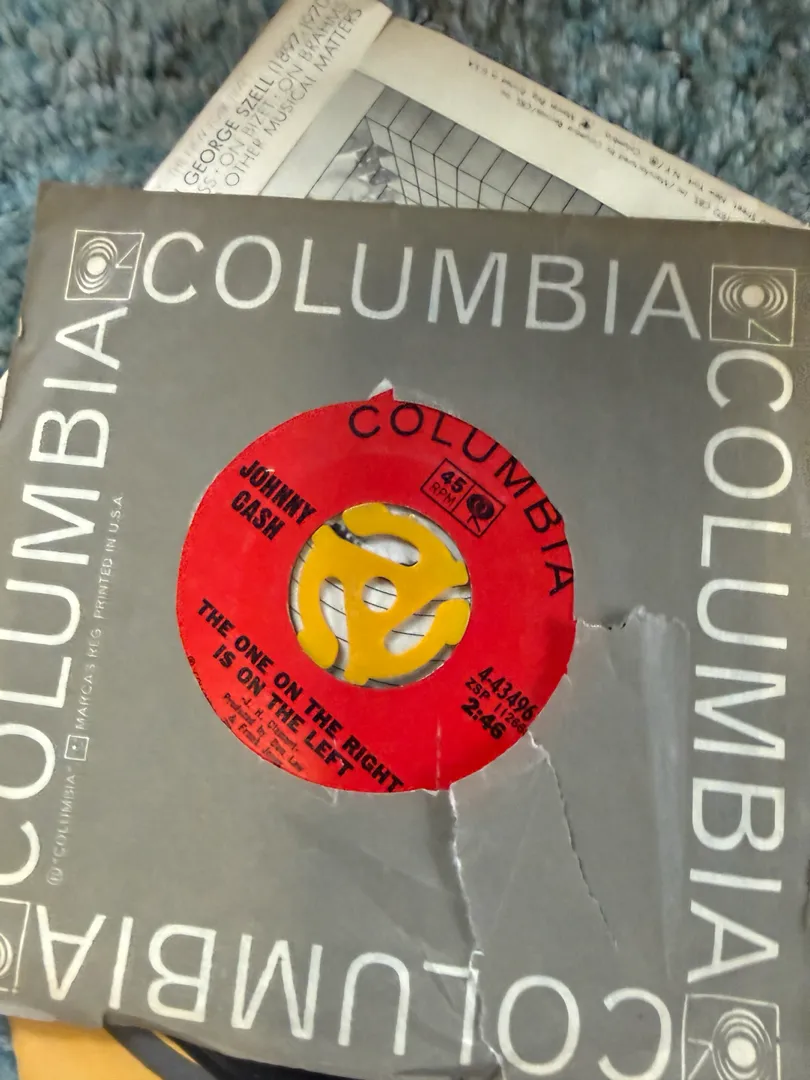 GEORGE SZELL (1897-1970
ON BIZET · ON BRAHMS
OTHER MUSICAL MATTERS
COLUMBIA
COLUMBIA
COLUMBIA
COLUMBIA
"COLUMBIA" MARCAS REG. PRINTED IN U.S.A.
COLUMBIA
45
RPM
JOHNNY
CASH
THE ONE ON THE RIGHT
IS ON THE LEFT
-J. H. Clement-
Produced by Don Law
& Frank
4-43496
ZSP
2:46